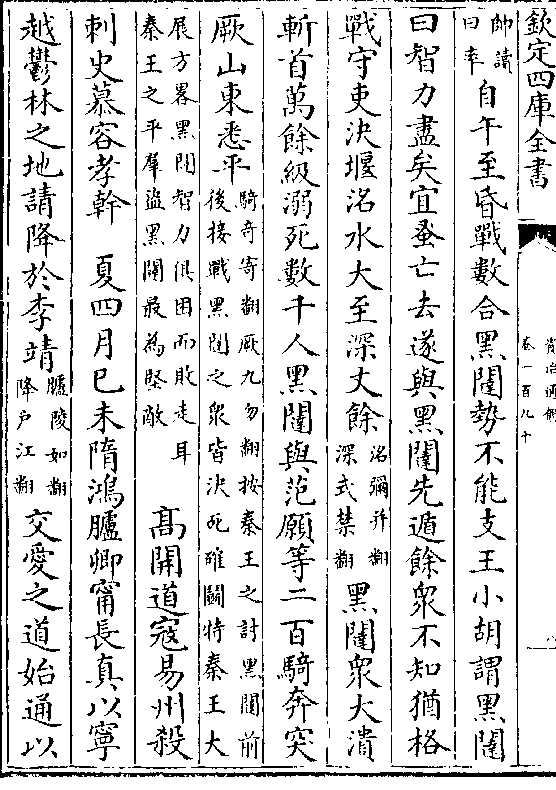 欽定四庫全書
資治通鑑
卷一百九十
八
帥讀曰率自午至昏戰數合黑闥勢不能支王小胡謂黑闥
曰智力盡矣宜蚤亡去遂與黑闥先遁餘衆不知猶格
戰守吏決堰洺水大至深丈餘洺彌并翻深式禁翻黑闥衆大潰
斬首萬餘級溺死數千人黑闥與范願等二百騎奔突
厥山東悉平騎奇寄翻厥九勿翻按秦王之討黑闥前後接戰黑闥之衆皆決死確鬭特秦王大
展方畧黑闥智力俱困而敗走耳秦王之平羣盜黑闥最為堅敵 髙開道寇易州殺
刺史慕容孝幹 夏四月己未隋鴻臚卿甯長真以寧
越鬱林之地請降於李靖臚陵如翻降户江翻交愛之道始通以